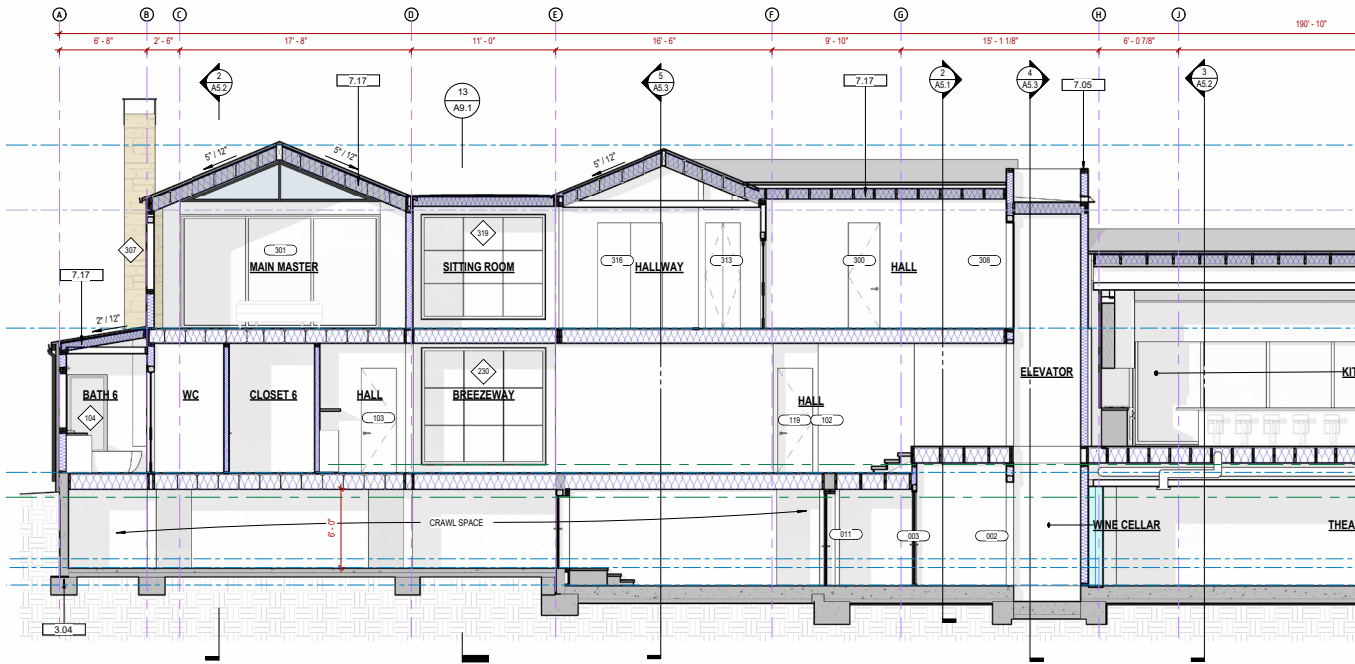 A B C D E F G H J
190' - 10"
6' - 8" 2' - 6" 17' - 8" 11' - 0" 16' - 6" 9' - 10" 15' - 1 1/8" 6' - 0 7/8"
2
A5.2
7.17
13
A9.1
5
A5.3
7.17
2
A5.1
4
A5.3
7.05
3
A5.2
5" / 12"
5" / 12"
5" / 12"
319
307
301
316
313
300
308
MAIN MASTER
SITTING ROOM
HALLWAY
HALL
7.17
2" / 12"
230
ELEVATOR
KIT
BATH 6
WC
CLOSET 6
HALL
BREEZEWAY
HALL
104
103
119
102
6' - 0"
CRAWL SPACE
011
003
002
WINE CELLAR
THEA
3.04